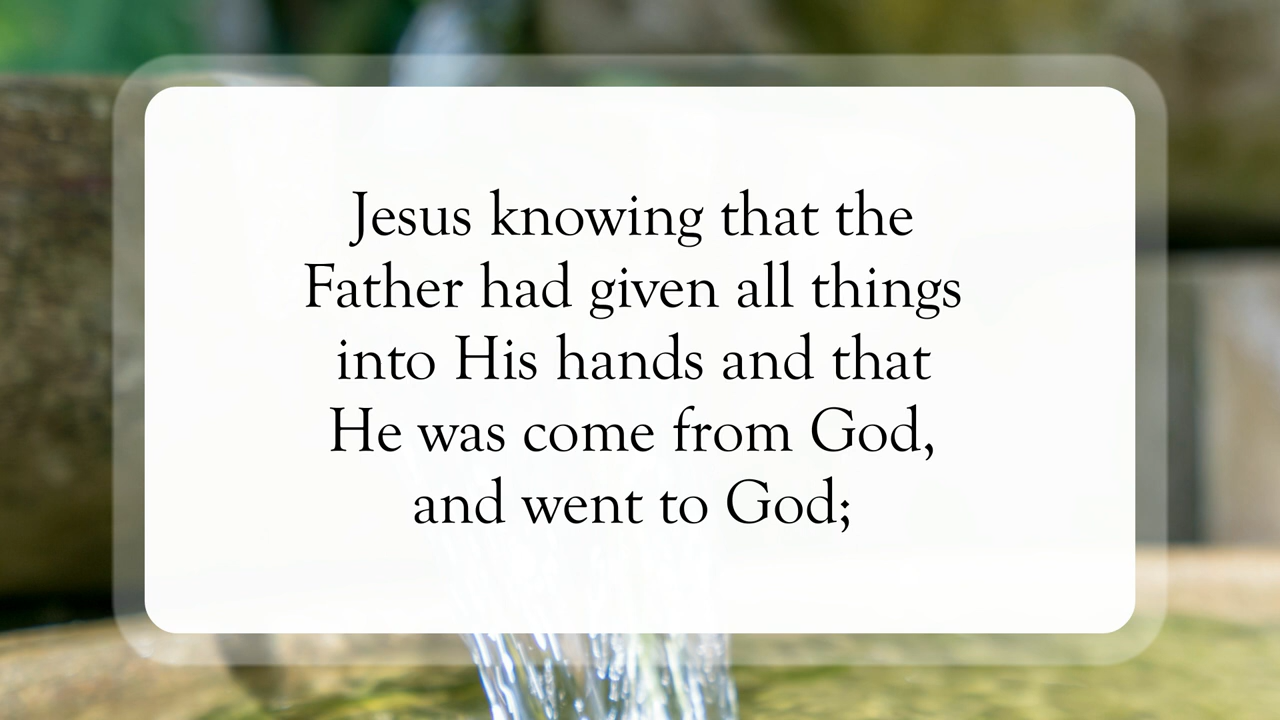 Jesus knowing that the
Father had given all things
into His hands and that
He was come from God,
and went to God;